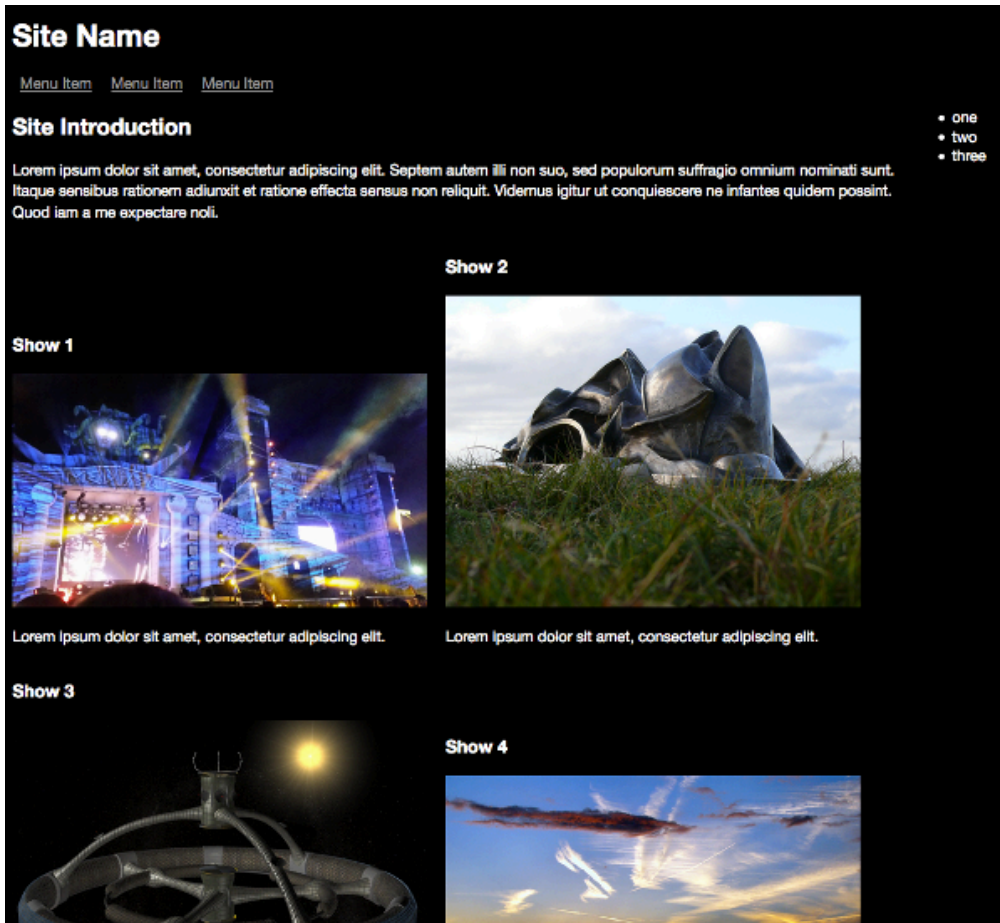 Site Name
Menu Item Menu Item Menu Item
Site Introduction
Lorem ipsum dolor sit amet, consectetur adipiscing elit. Septem autem illi non suo, sed populorum suffragio omnium nominati sunt.
Itaque sensibus rationem adiunxit et ratione effecta sensus non reliquit. Videmus igitur ut conquiescere ne infantes quidem possint.
Quod iam a me expectare noli.
one
two
three
Show 1
Lorem ipsum dolor sit amet, consectetur adipiscing elit.
Show 2
Lorem ipsum dolor sit amet, consectetur adipiscing elit.
Show 3
Show 4